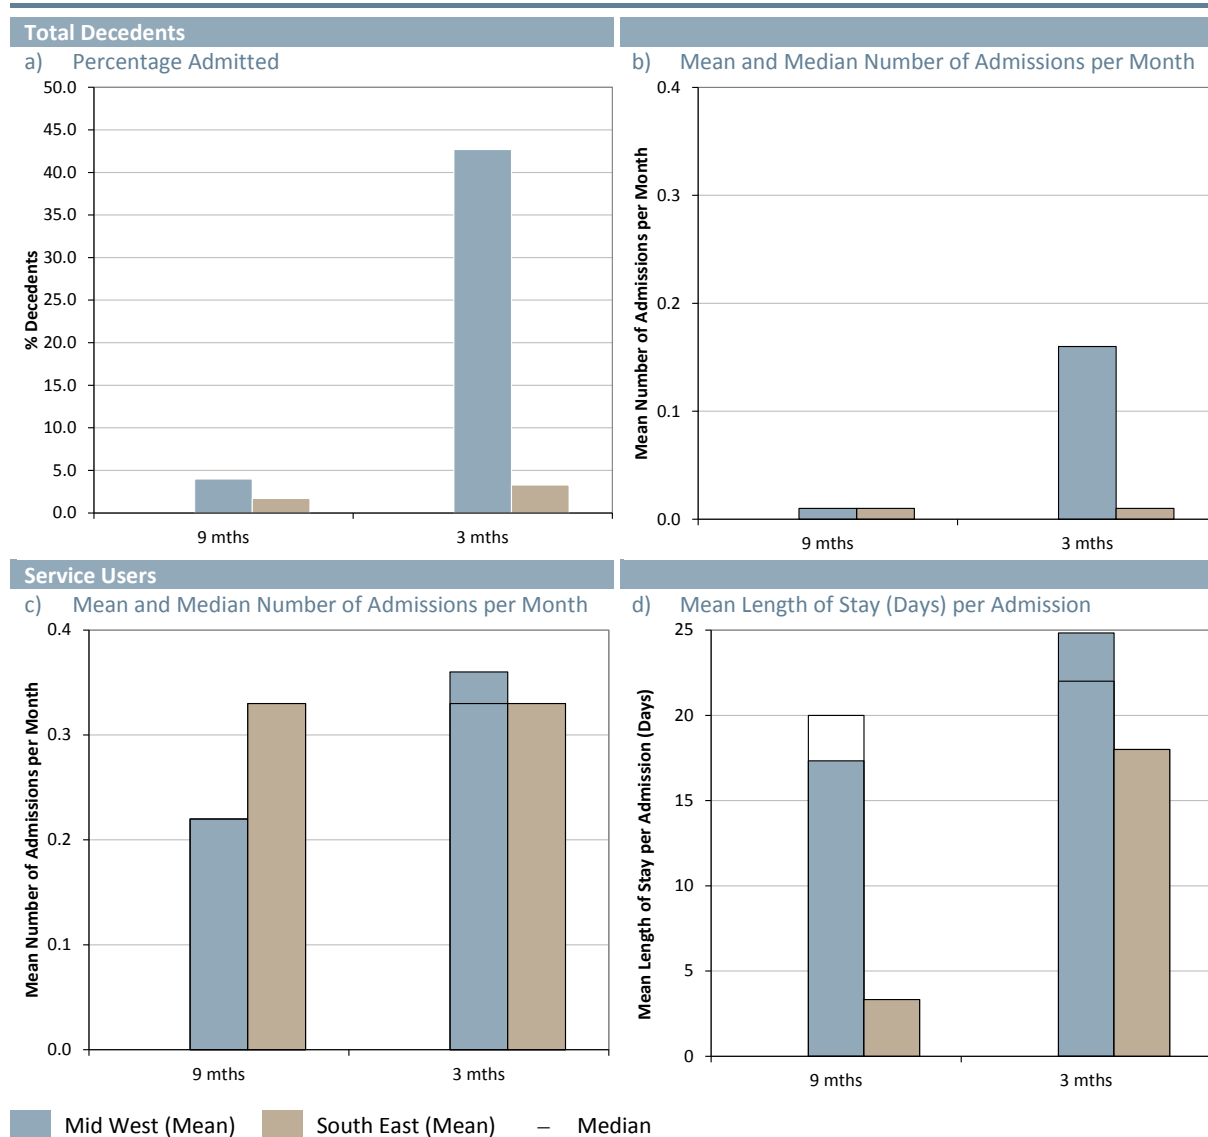 Total Decedents
a) Percentage Admitted
50.0
45.0
40.0
35.0
30.0
25.0
20.0
15.0
10.0
5.0
0.0
% Decedents
9 mths
3 mths
b) Mean and Median Number of Admissions per Month
0.4
0.3
0.2
0.1
0.0
Mean Number of Admissions per Month
9 mths
3 mths
Service Users
c) Mean and Median Number of Admissions per Month
0.4
0.3
0.2
0.1
0.0
Mean Number of Admissions per Month
9 mths
3 mths
d) Mean Length of Stay (Days) per Admission
25
20
15
10
5
0
Mean Length of Stay per Admission (Days)
9 mths
3 mths
Mid West (Mean) South East (Mean) – Median